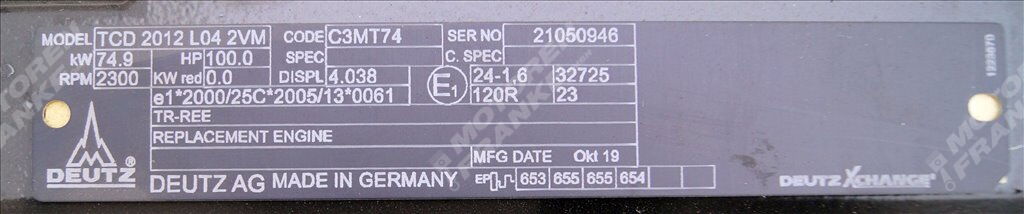 MODEL TCD 2012 L04 2VM CODE C3MT74 SER NO 21050946
kW 74.9 HP 100.0 SPEC C. SPEC
RPM 2300 KW red 0.0 DISPL 4.038 E1 24-1,6 32725
e1*2000/25C*2005/13*0061 120R 23
TR-REE
REPLACEMENT ENGINE
MFG DATE Okt 19
DEUTZ® DEUTZ AG MADE IN GERMANY EP 653 655 655 654 DEUTZ XCHANGE®
MOTOREN FRANKE